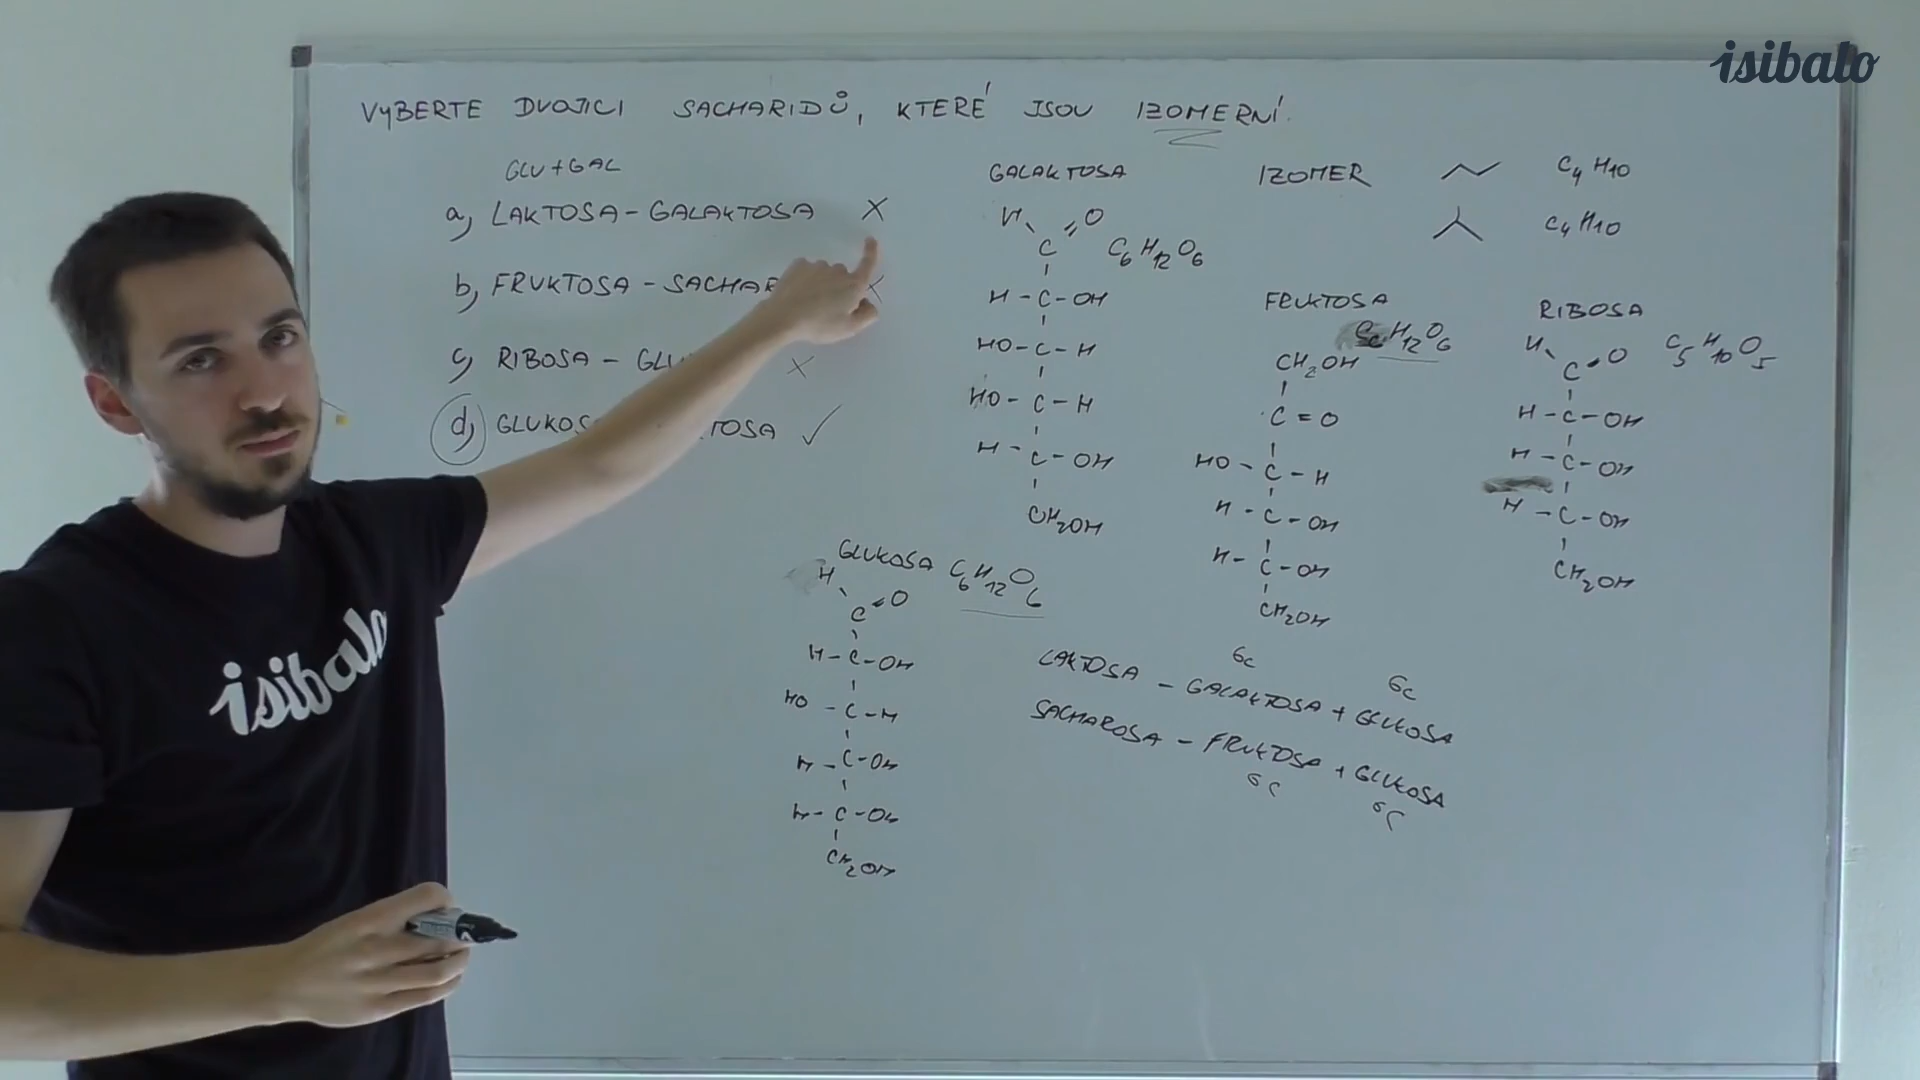 isibalo
VYBERTE DVOJICI SACHARIDŮ, KTERÉ JSOU IZOMERNÍ.
GLU+GAL
a, LAKTOSA - GALAKTOSA X
b, FRUKTOSA - SACHAR
c, RIBOSA - GLU X
d, GLUKOS TOSA ✓
GALAKTOSA
H O
C C6H12O6
H-C-OH
HO-C-H
HO-C-H
H-C-OH
CH2OH
IZOMER C4H10
C4H10
FRUKTOSA
C6H12O6
CH2OH
C=O
HO-C-H
H-C-OH
H-C-OH
CH2OH
RIBOSA
H O C5H10O5
C
H-C-OH
H-C-OH
H-C-OH
CH2OH
GLUKOSA C6H12O6
H O
C
H-C-OH
HO-C-H
H-C-OH
H-C-OH
CH2OH
6C 6C
LAKTOSA - GALAKTOSA + GLUKOSA
SACHAROSA - FRUKTOSA + GLUKOSA
6C 6C
isibalo